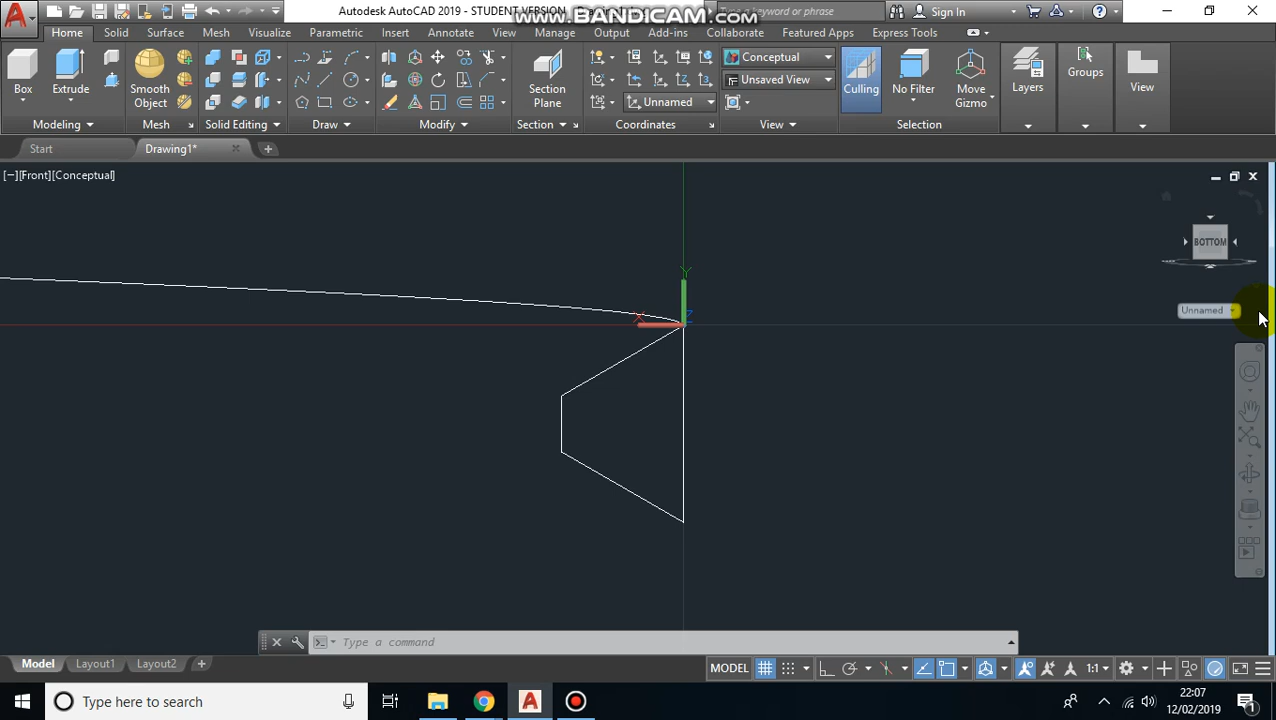 Autodesk AutoCAD 2019 - STUDENT VERSION
www.BANDICAM.com
Type a keyword or phrase
Sign In
Home Solid Surface Mesh Visualize Parametric Insert Annotate View Manage Output Add-ins Collaborate Featured Apps Express Tools
Box
Extrude
Smooth
Object
Section
Plane
Unnamed
Conceptual
Unsaved View
Culling
No Filter
Move
Gizmo
Layers
Groups
View
Modeling
Mesh
Solid Editing
Draw
Modify
Section
Coordinates
View
Selection
Start
Drawing1*
[−][Front][Conceptual]
BOTTOM
Y
X
Z
Unnamed
Type a command
Model Layout1 Layout2
MODEL
1:1
Type here to search
22:07
12/02/2019
1